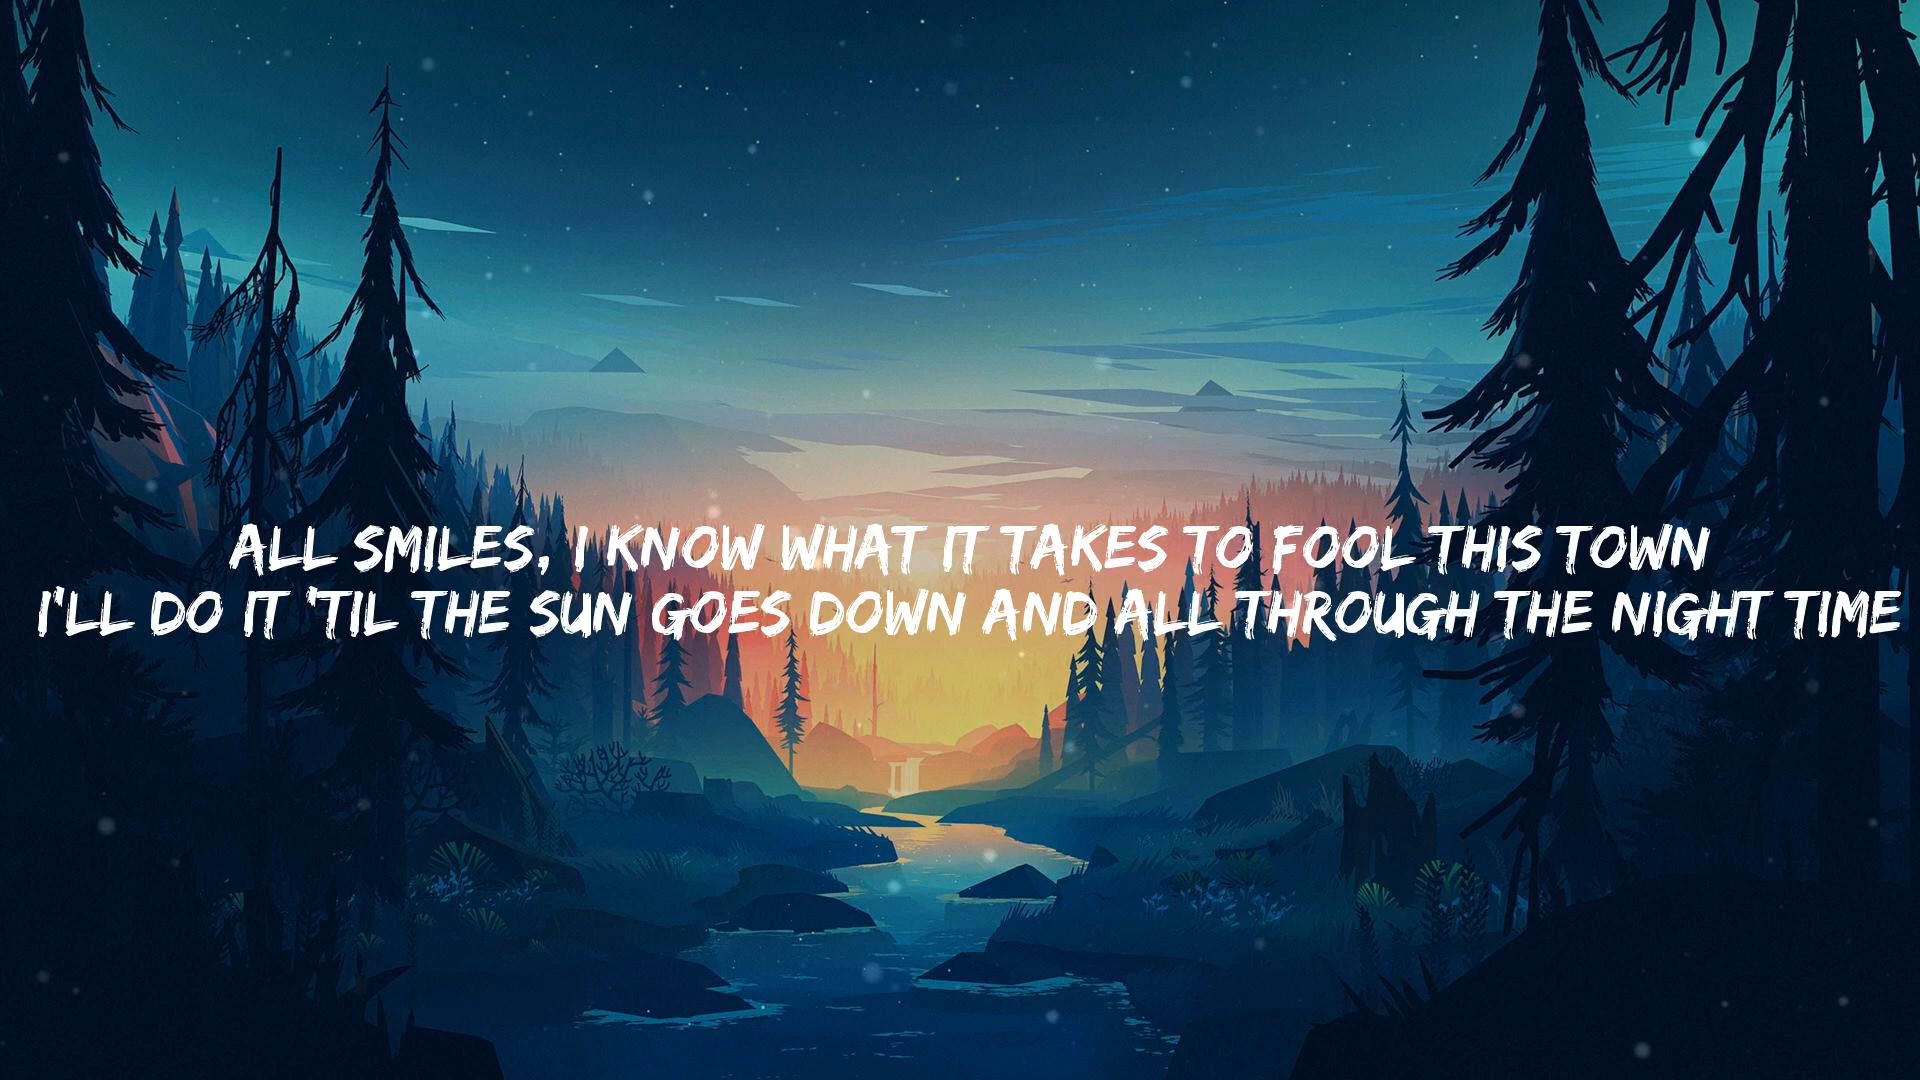 ALL SMILES, I KNOW WHAT IT TAKES TO FOOL THIS TOWN
I'LL DO IT 'TIL THE SUN GOES DOWN AND ALL THROUGH THE NIGHT TIME